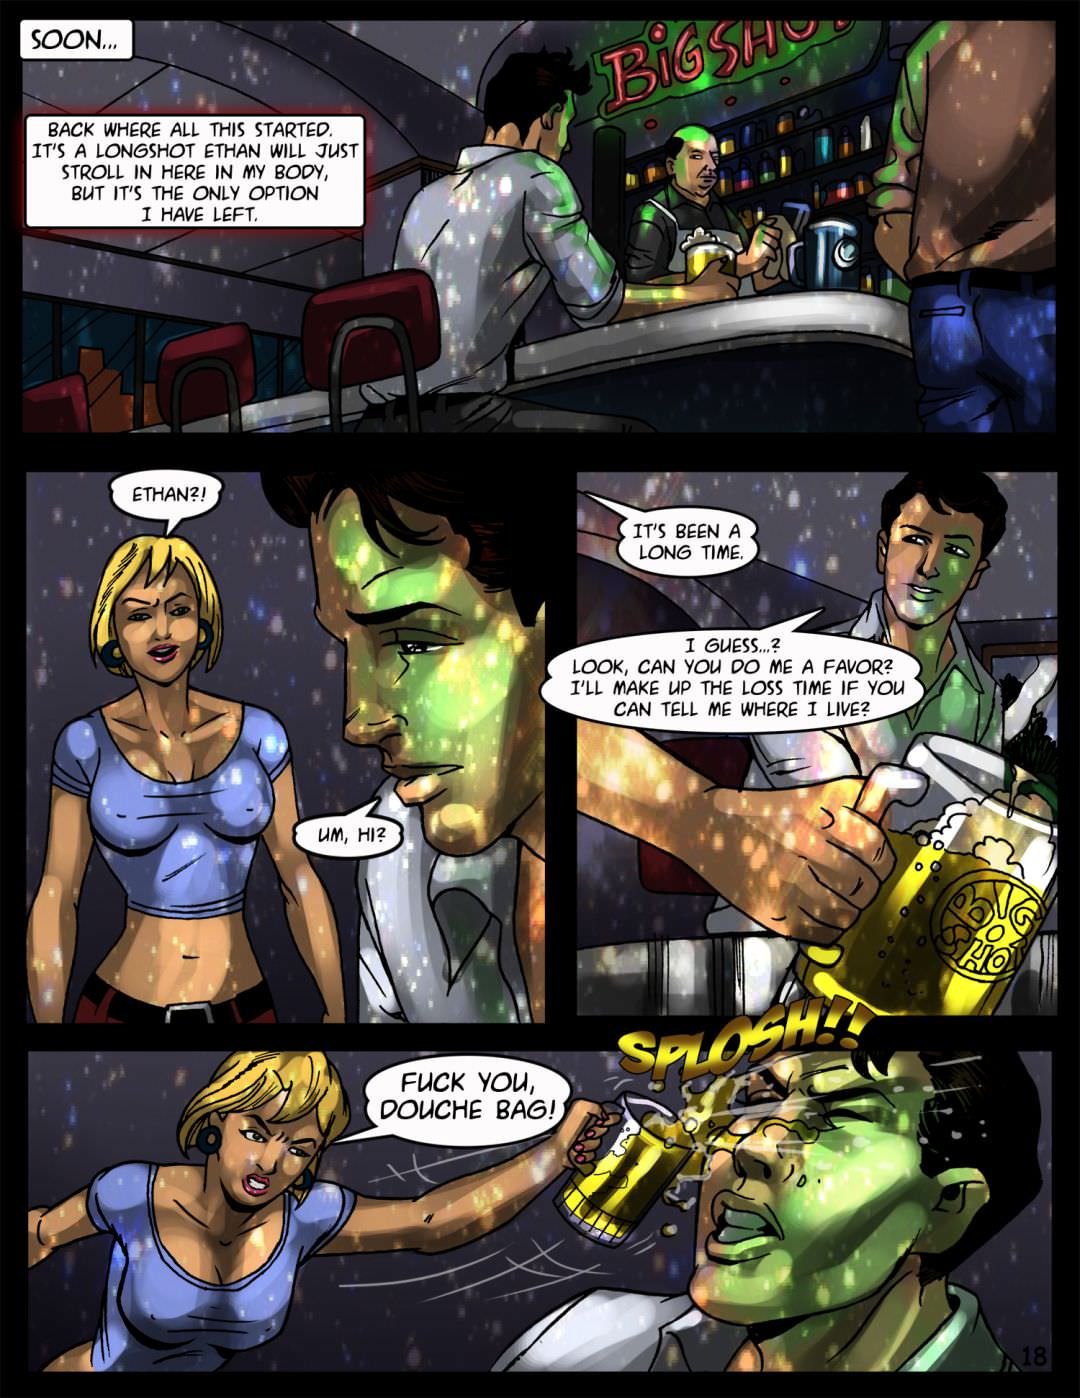 SOON...
BACK WHERE ALL THIS STARTED.
IT'S A LONGSHOT ETHAN WILL JUST
STROLL IN HERE IN MY BODY,
BUT IT'S THE ONLY OPTION
I HAVE LEFT.
BIGSHOT
ETHAN?!
UM, HI?
IT'S BEEN A
LONG TIME.
I GUESS...?
LOOK, CAN YOU DO ME A FAVOR?
I'LL MAKE UP THE LOSS TIME IF YOU
CAN TELL ME WHERE I LIVE?
BIG
SHO
SPLOSH!!
FUCK YOU,
DOUCHE BAG!
18